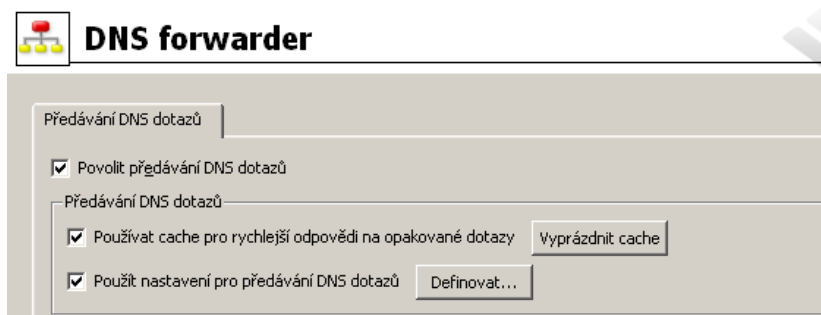 DNS forwarder
Předávání DNS dotazů
Povolit předávání DNS dotazů
Předávání DNS dotazů
Používat cache pro rychlejší odpovědi na opakované dotazy Vyprázdnit cache
Použít nastavení pro předávání DNS dotazů Definovat...